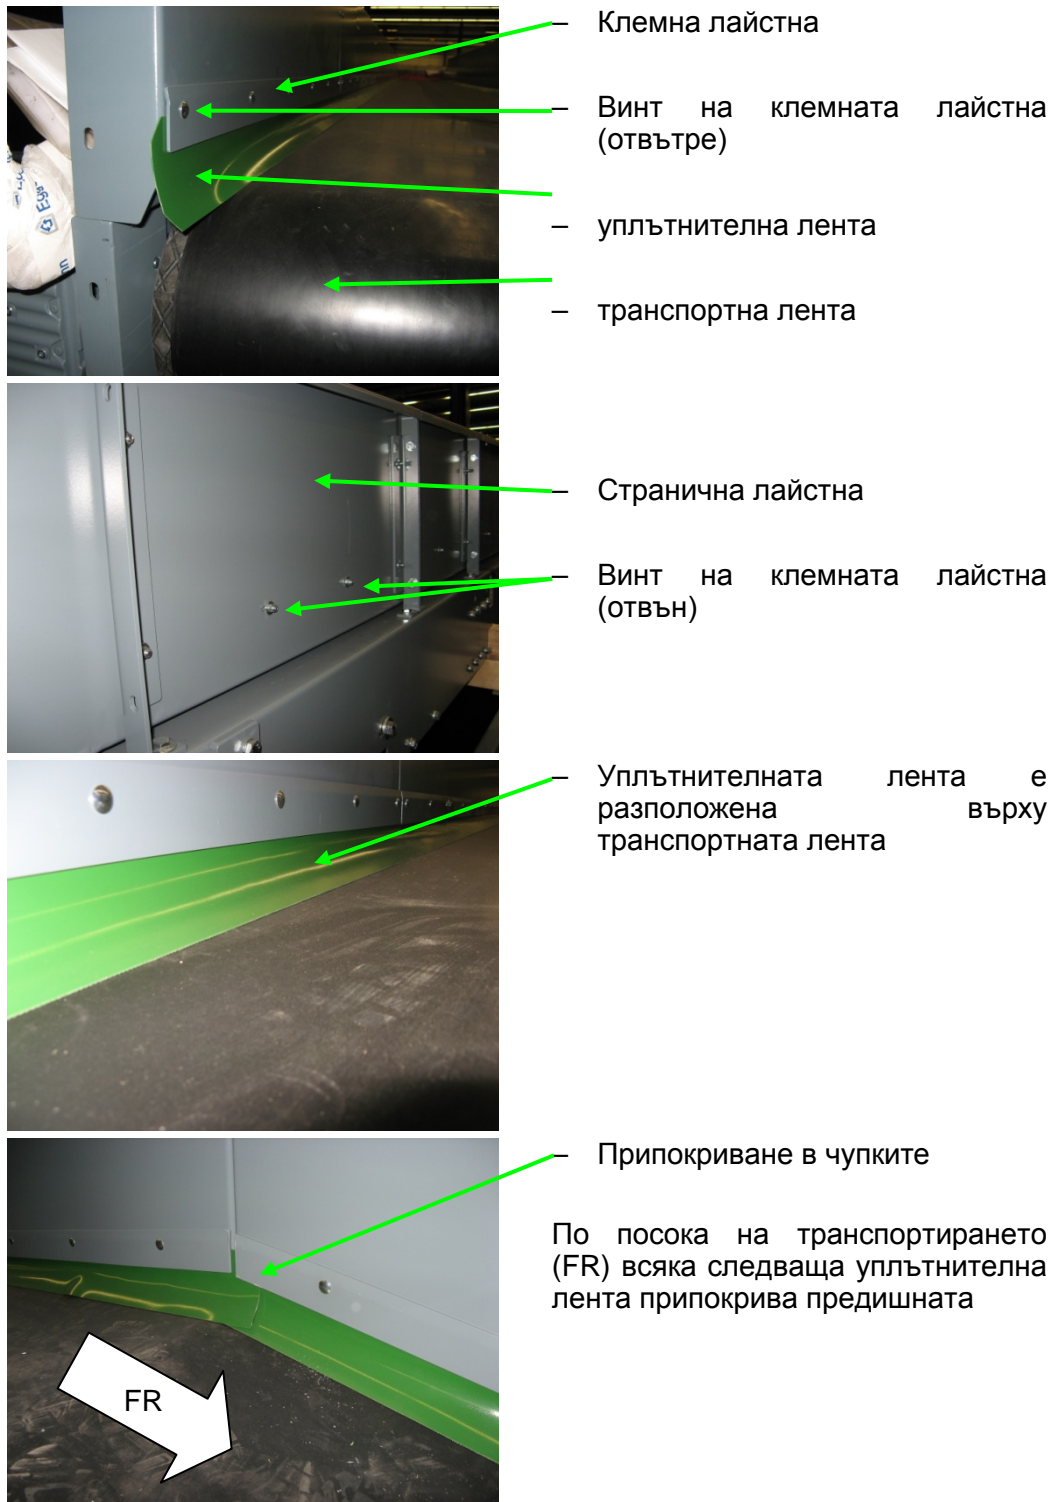 – Клемна лайстна
– Винт на клемната лайстна
(отвътре)
– уплътнителна лента
– транспортна лента
– Странична лайстна
– Винт на клемната лайстна
(отвън)
– Уплътнителната лента е
разположена върху
транспортната лента
– Припокриване в чупките
По посока на транспортирането
(FR) всяка следваща уплътнителна
лента припокрива предишната
FR